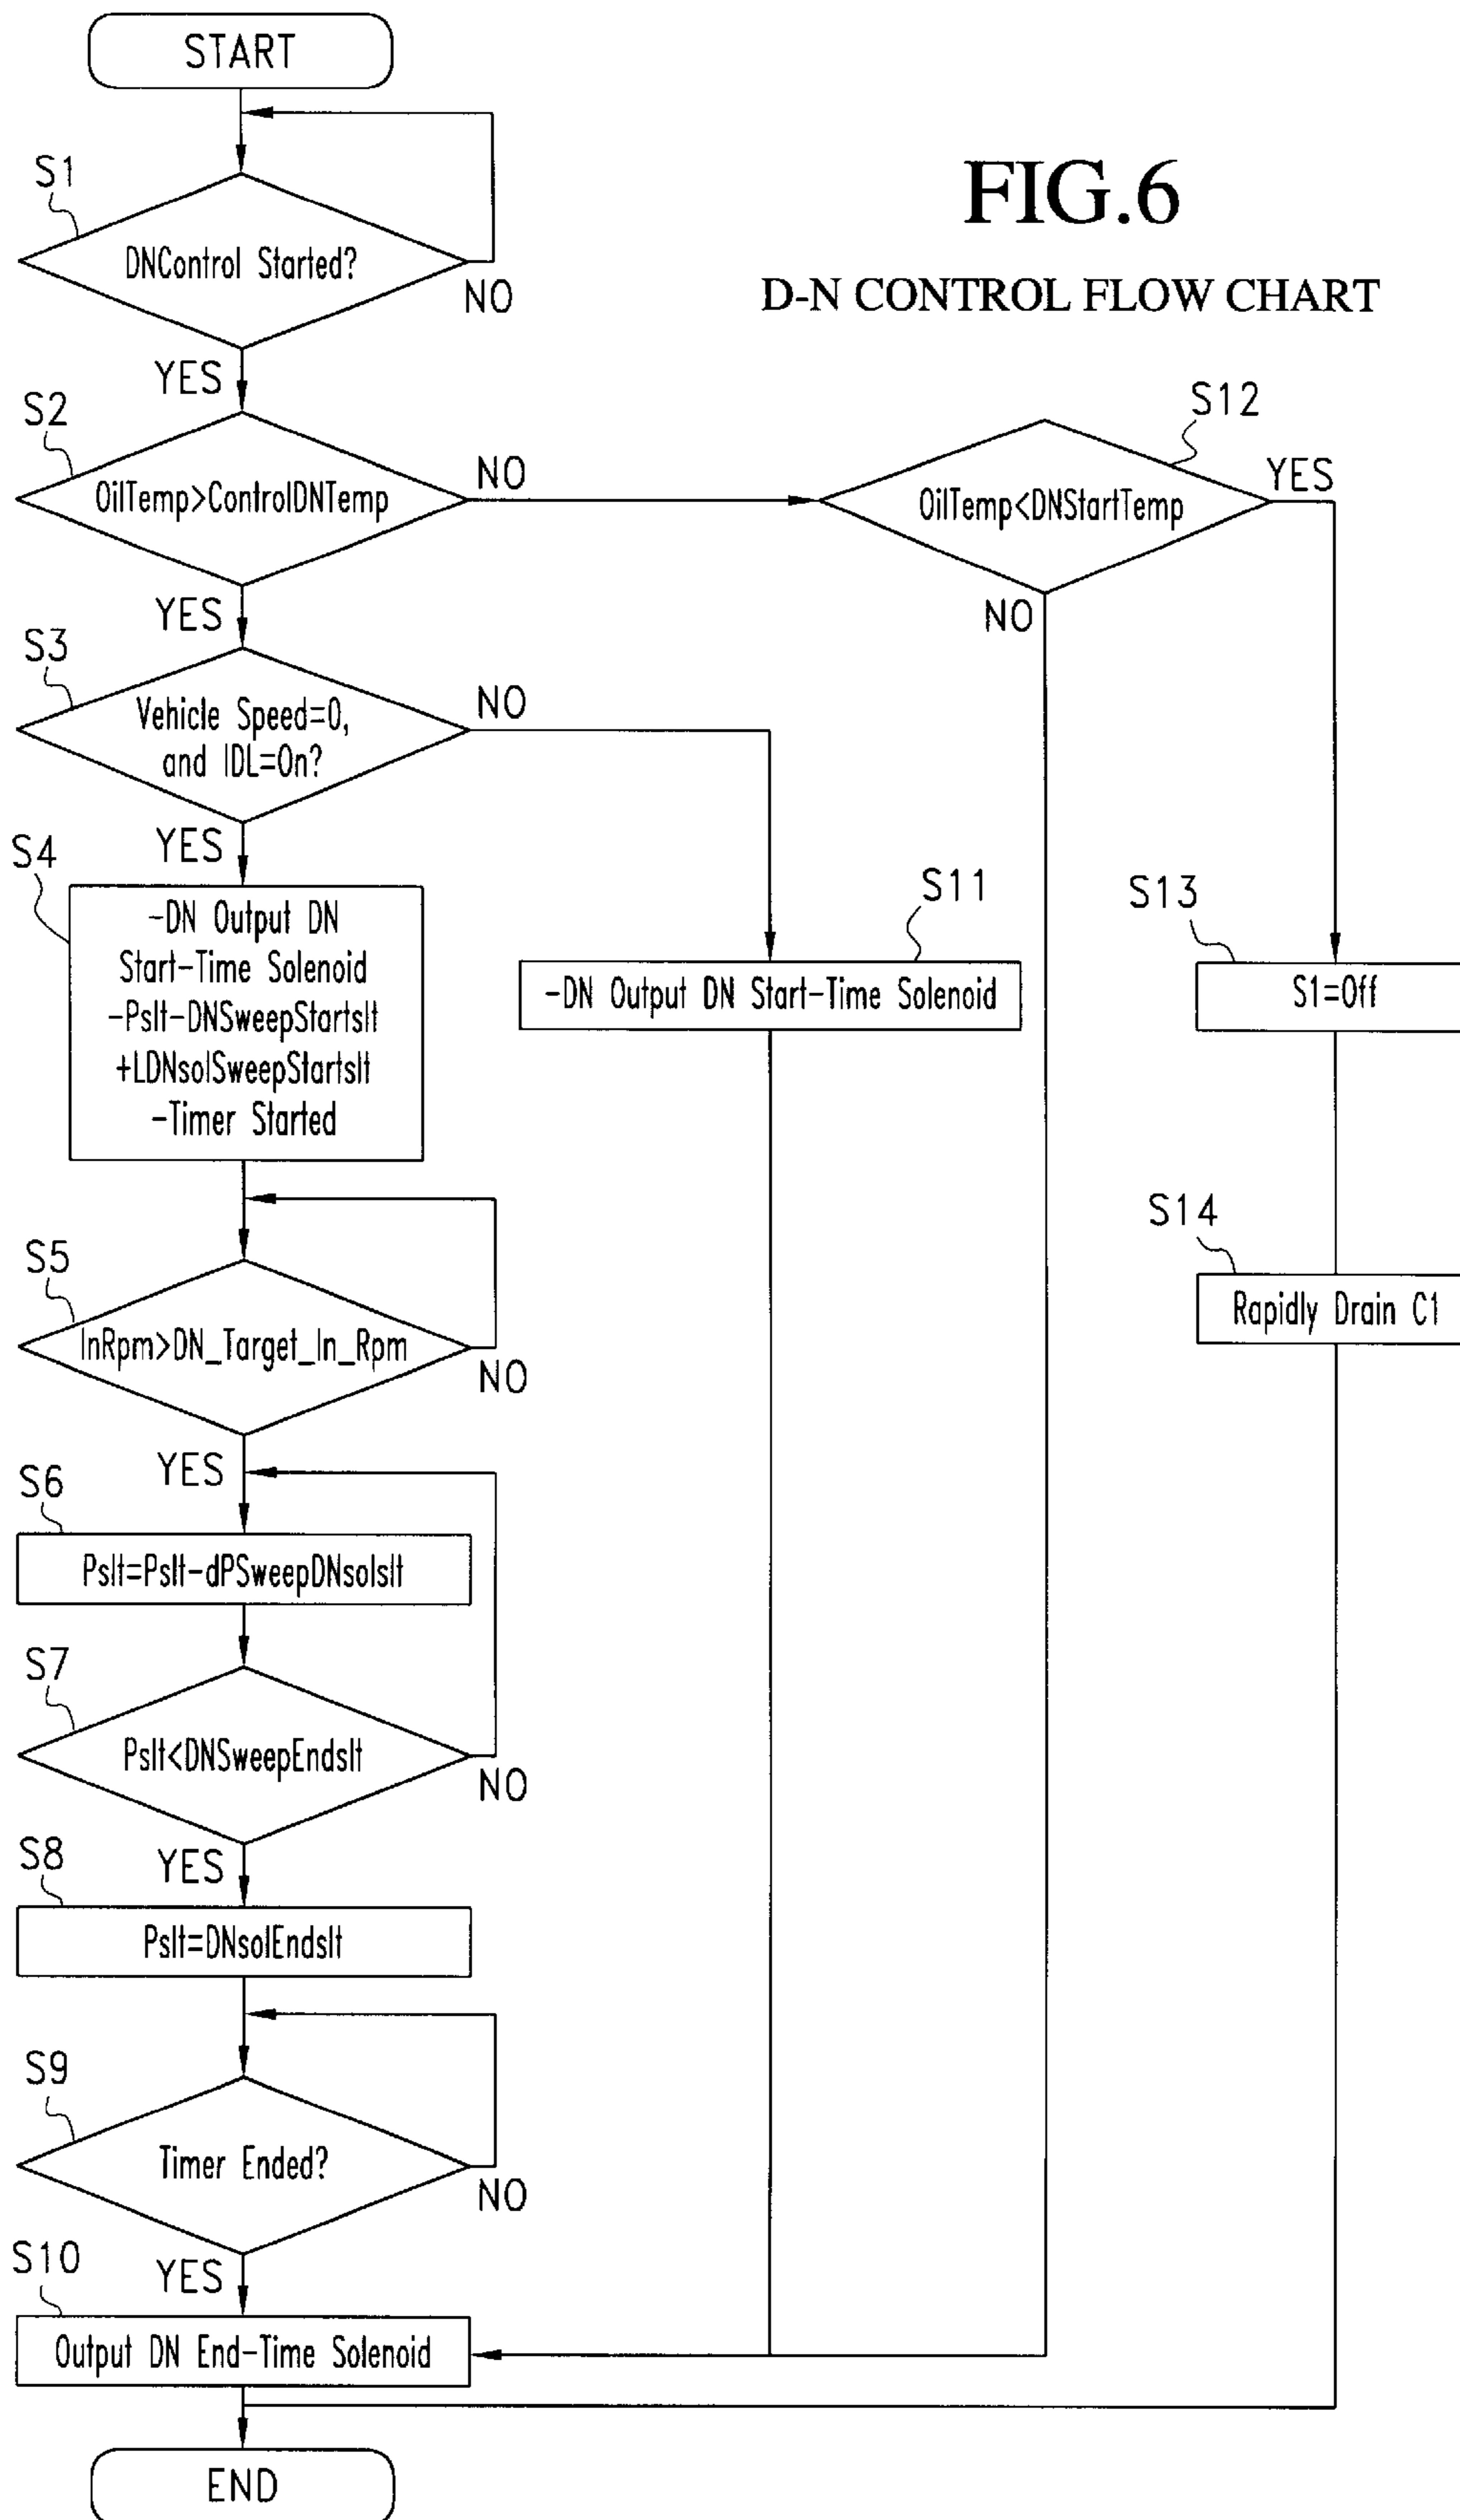 START
FIG.6
D-N CONTROL FLOW CHART
S1
DNControl Started?
NO
YES
S2
OilTemp>ControlDNTemp
NO
S12
OilTemp<DNStartTemp
YES
NO
YES
S3
Vehicle Speed=0,
and IDL=On?
NO
YES
S4
-DN Output DN
Start-Time Solenoid
-Pslt-DNSweepStartslt
+LDNsolSweepStartslt
-Timer Started
S11
-DN Output DN Start-Time Solenoid
S13
S1=Off
S14
Rapidly Drain C1
S5
InRpm>DN_Target_In_Rpm
NO
YES
S6
Pslt=Pslt-dPSweepDNsolslt
S7
Pslt<DNSweepEndslt
NO
YES
S8
Pslt=DNsolEndslt
S9
Timer Ended?
NO
YES
S10
Output DN End-Time Solenoid
END